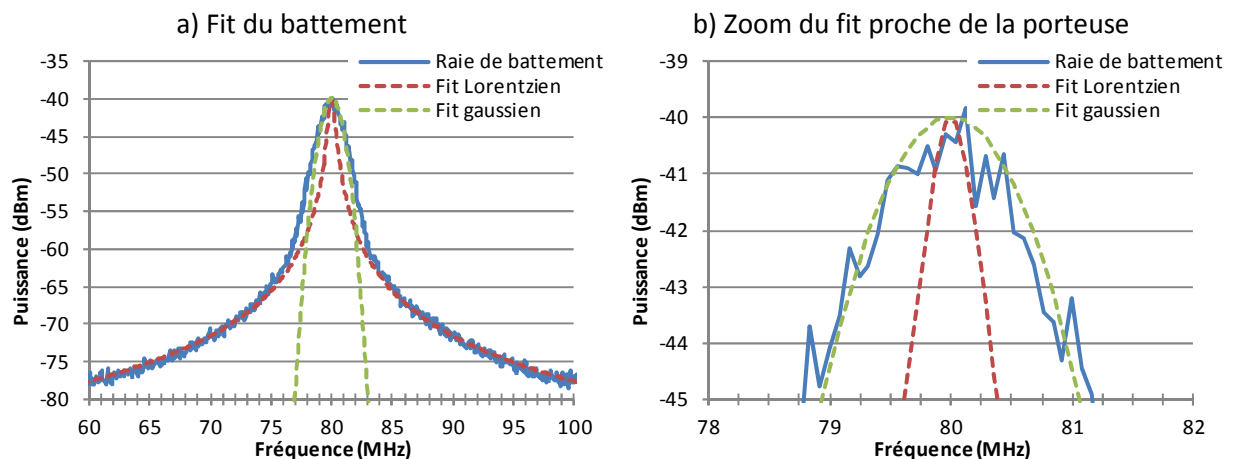 a) Fit du battement
Raie de battement
Fit Lorentzien
Fit gaussien
Puissance (dBm)
-35
-40
-45
-50
-55
-60
-65
-70
-75
-80
60 65 70 75 80 85 90 95 100
Fréquence (MHz)
b) Zoom du fit proche de la porteuse
Raie de battement
Fit Lorentzien
Fit gaussien
Puissance (dBm)
-39
-40
-41
-42
-43
-44
-45
78 79 80 81 82
Fréquence (MHz)